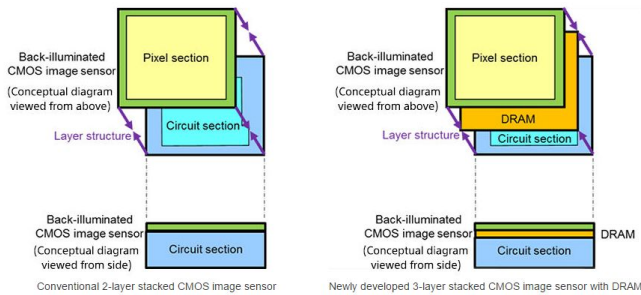 Back-illuminated
CMOS image sensor
(Conceptual diagram
viewed from above)
Pixel section
Circuit section
Layer structure
Back-illuminated
CMOS image sensor
(Conceptual diagram
viewed from side)
Circuit section
Conventional 2-layer stacked CMOS image sensor
Back-illuminated
CMOS image sensor
(Conceptual diagram
viewed from above)
Pixel section
DRAM
Circuit section
Layer structure
Back-illuminated
CMOS image sensor
(Conceptual diagram
viewed from side)
Circuit section
DRAM
Newly developed 3-layer stacked CMOS image sensor with DRAM